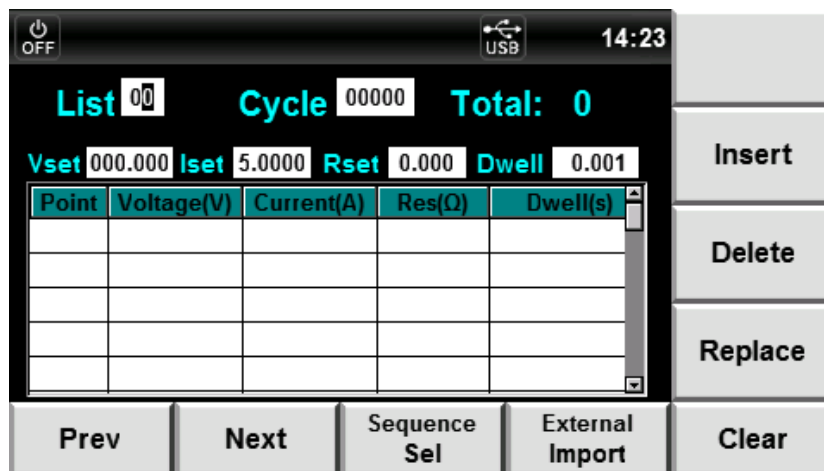 OFF USB 14:23
List 00 Cycle 00000 Total: 0
Vset 000.000 Iset 5.0000 Rset 0.000 Dwell 0.001
Point Voltage(V) Current(A) Res(Ω) Dwell(s)
Insert
Delete
Replace
Prev Next Sequence Sel External Import Clear